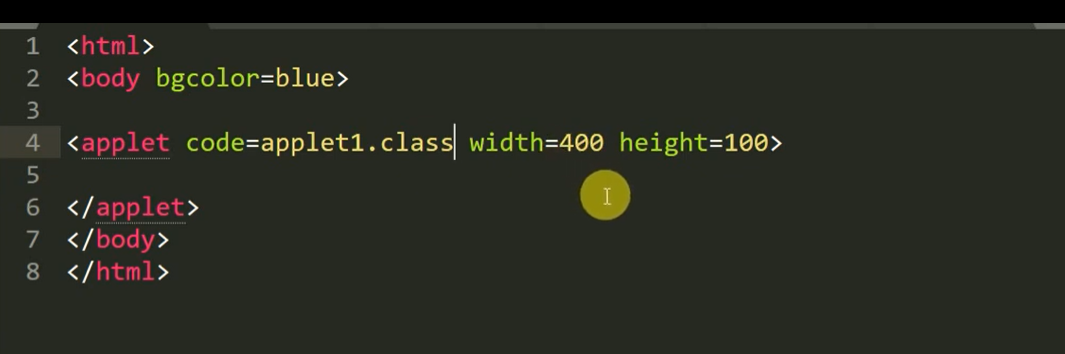 1 <html>
2 <body bgcolor=blue>
3
4 <applet code=applet1.class width=400 height=100>
5
6 </applet>
7 </body>
8 </html>